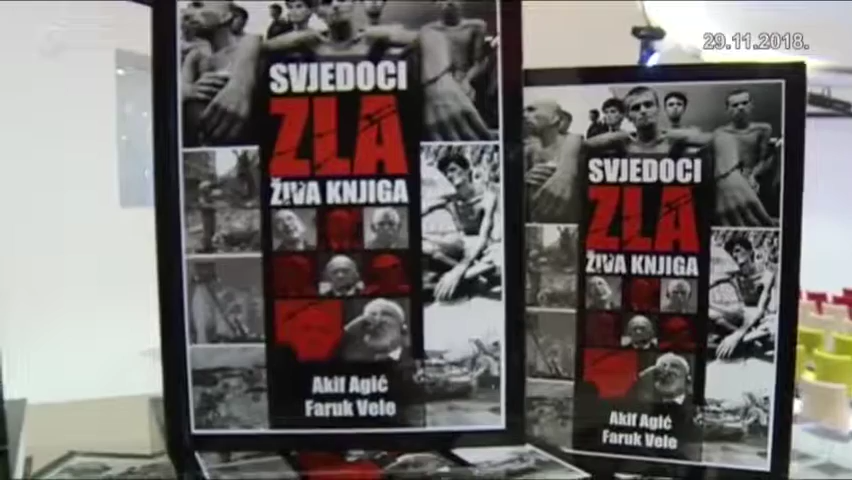 29.11.2018.
SVJEDOCI
ZLA
ŽIVA KNJIGA
Akif Agić
Faruk Vele
SVJEDOCI
ZLA
ŽIVA KNJIGA
Akif Agić
Faruk Vele